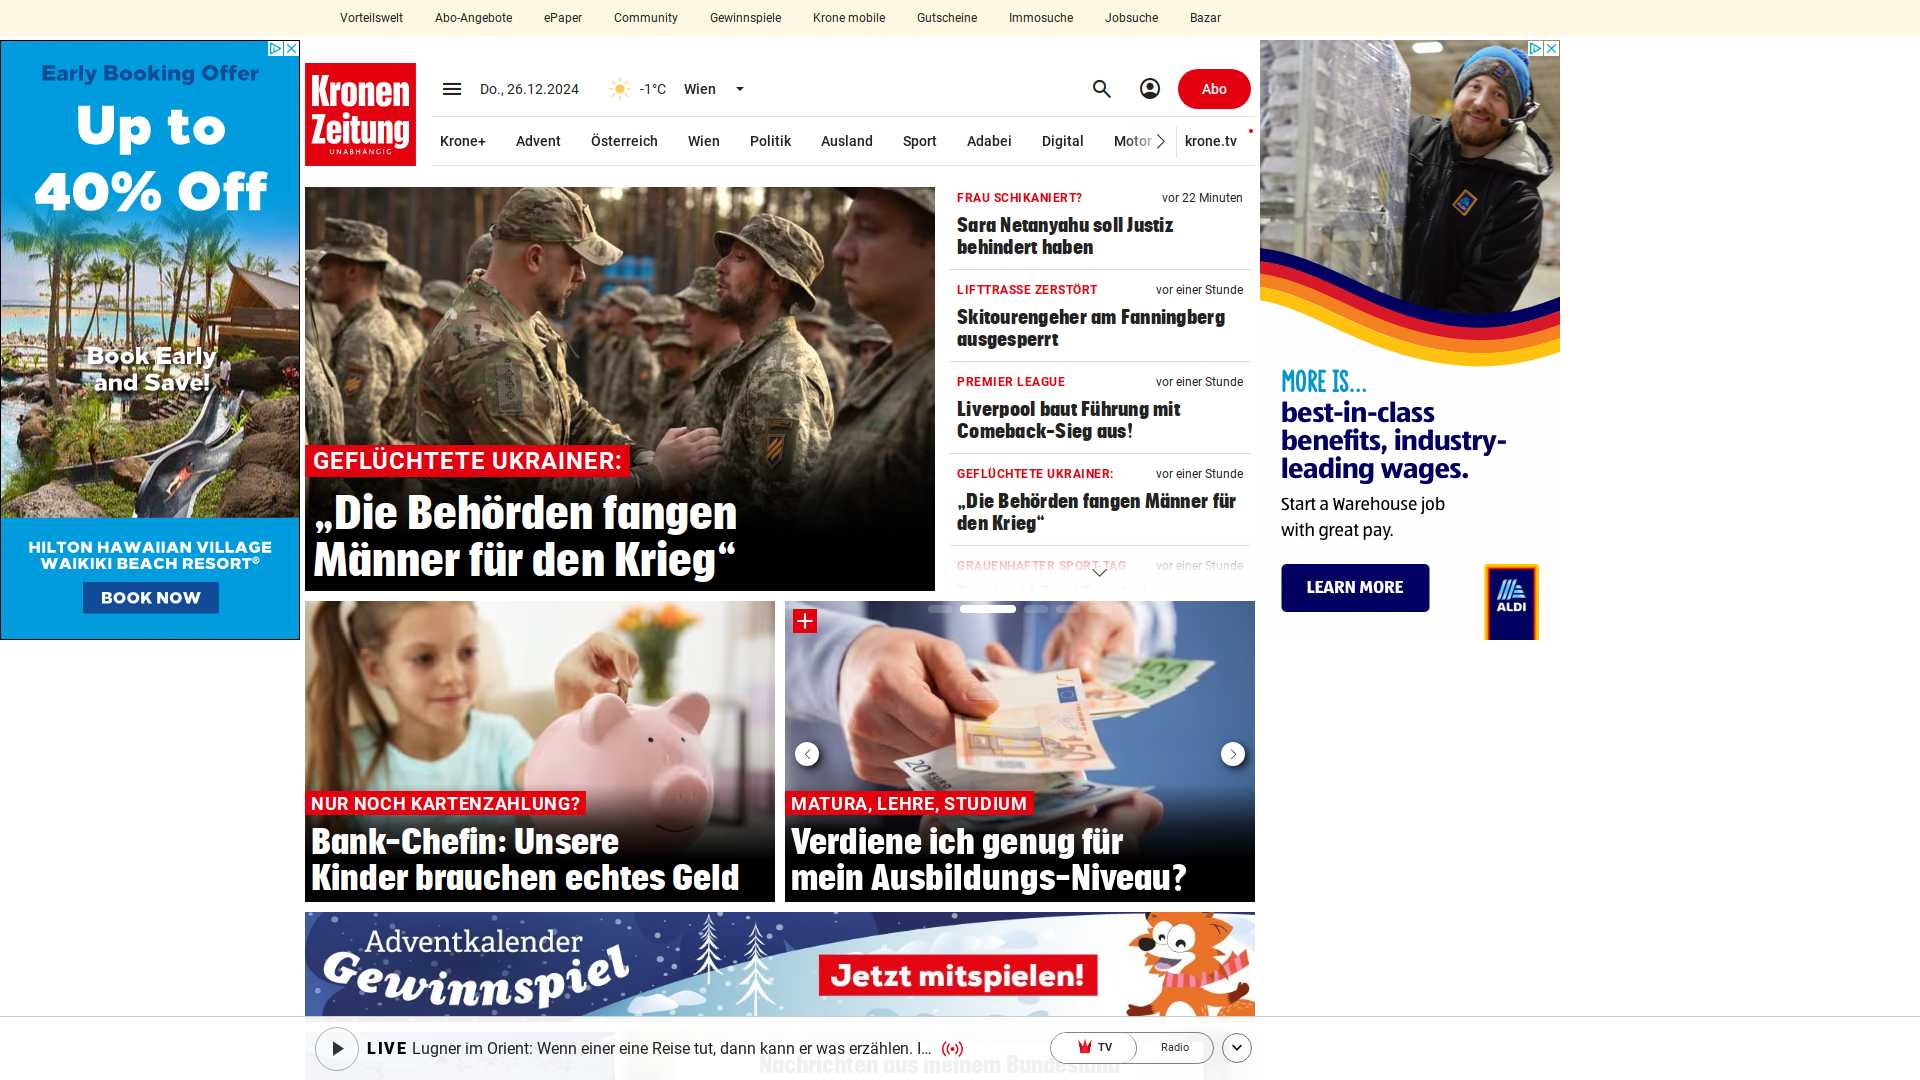 Vorteilswelt
Abo-Angebote
ePaper
Community
Gewinnspiele
Krone mobile
Gutscheine
Immosuche
Jobsuche
Bazar
Early Booking Offer
Up to
40% Off
Book Early
and Save!
HILTON HAWAIIAN VILLAGE
WAIKIKI BEACH RESORT®
BOOK NOW
Kronen
Zeitung
UNABHÄNGIG
Do., 26.12.2024
-1°C
Wien
Abo
Krone+
Advent
Österreich
Wien
Politik
Ausland
Sport
Adabei
Digital
Motor
krone.tv
GEFLÜCHTETE UKRAINER:
„Die Behörden fangen
Männer für den Krieg“
FRAU SCHIKANIERT?
vor 22 Minuten
Sara Netanyahu soll Justiz
behindert haben
LIFTTRASSE ZERSTÖRT
vor einer Stunde
Skitourengeher am Fanningberg
ausgesperrt
PREMIER LEAGUE
vor einer Stunde
Liverpool baut Führung mit
Comeback-Sieg aus!
GEFLÜCHTETE UKRAINER:
vor einer Stunde
„Die Behörden fangen Männer für
den Krieg“
GRAUENHAFTER SPORT-TAG
vor einer Stunde
NUR NOCH KARTENZAHLUNG?
Bank-Chefin: Unsere
Kinder brauchen echtes Geld
MATURA, LEHRE, STUDIUM
Verdiene ich genug für
mein Ausbildungs-Niveau?
Adventkalender
Gewinnspiel
Jetzt mitspielen!
LIVE Lugner im Orient: Wenn einer eine Reise tut, dann kann er was erzählen. I...
TV
Radio
Nachrichten aus meinem Bundesland
MORE IS...
best-in-class
benefits, industry-
leading wages.
Start a Warehouse job
with great pay.
LEARN MORE
ALDI